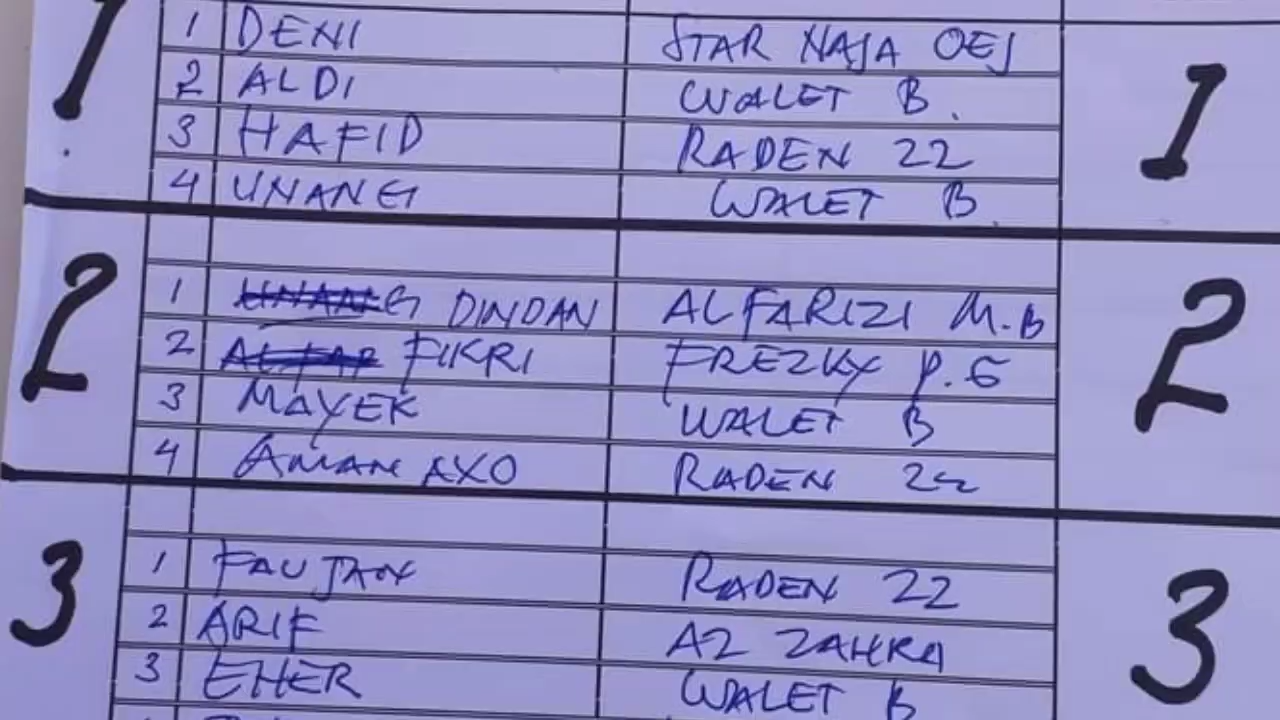 1 1 DENI STAR NAJA OEJ 1
2 ALDI WALET B.
3 HAFID RADEN 22
4 UNANG WALET B.
2 1 DINDAN ALFARIZI M.B 2
2 FIKRI FREZKY P.G
3 MAYEK WALET B
4 AMAN AXO RADEN 22
3 1 FAUJAN RADEN 22 3
2 ARIF AZ ZAHRA
3 EHER WALET B